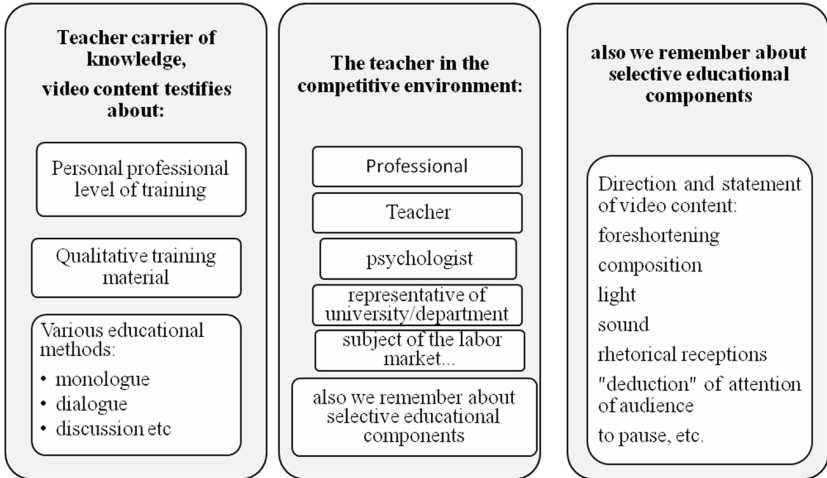 Teacher carrier of
knowledge,
video content testifies
about:
Personal professional
level of training
Qualitative training
material
Various educational
methods:
• monologue
• dialogue
• discussion etc
The teacher in the
competitive environment:
Professional
Teacher
psychologist
representative of
university/department
subject of the labor
market...
also we remember about
selective educational
components
also we remember about
selective educational
components
Direction and statement
of video content:
foreshortening
composition
light
sound
rhetorical receptions
"deduction" of attention
of audience
to pause, etc.